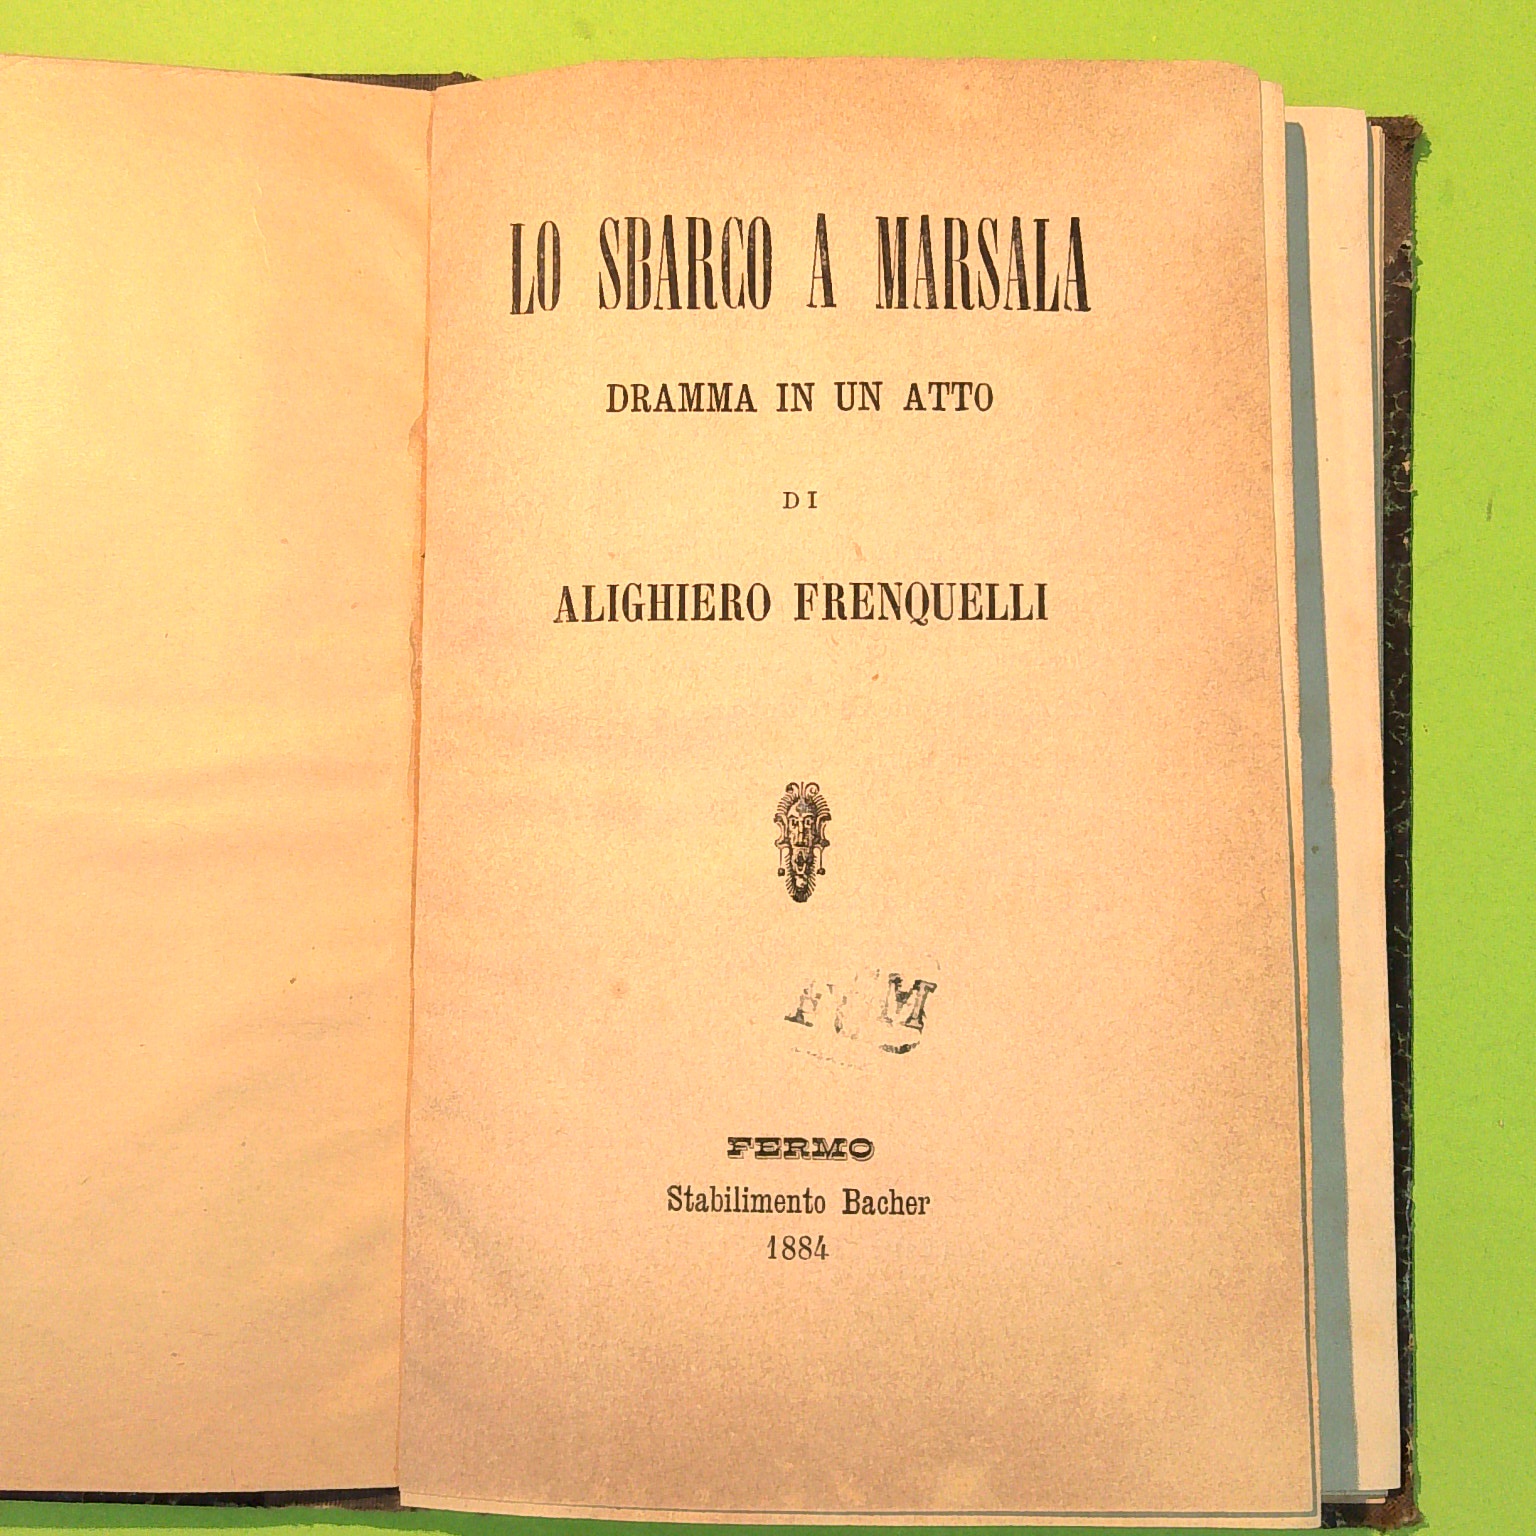 LO SBARCO A MARSALA
DRAMMA IN UN ATTO
DI
ALIGHIERO FRENQUELLI
FERMO
Stabilimento Bacher
1884